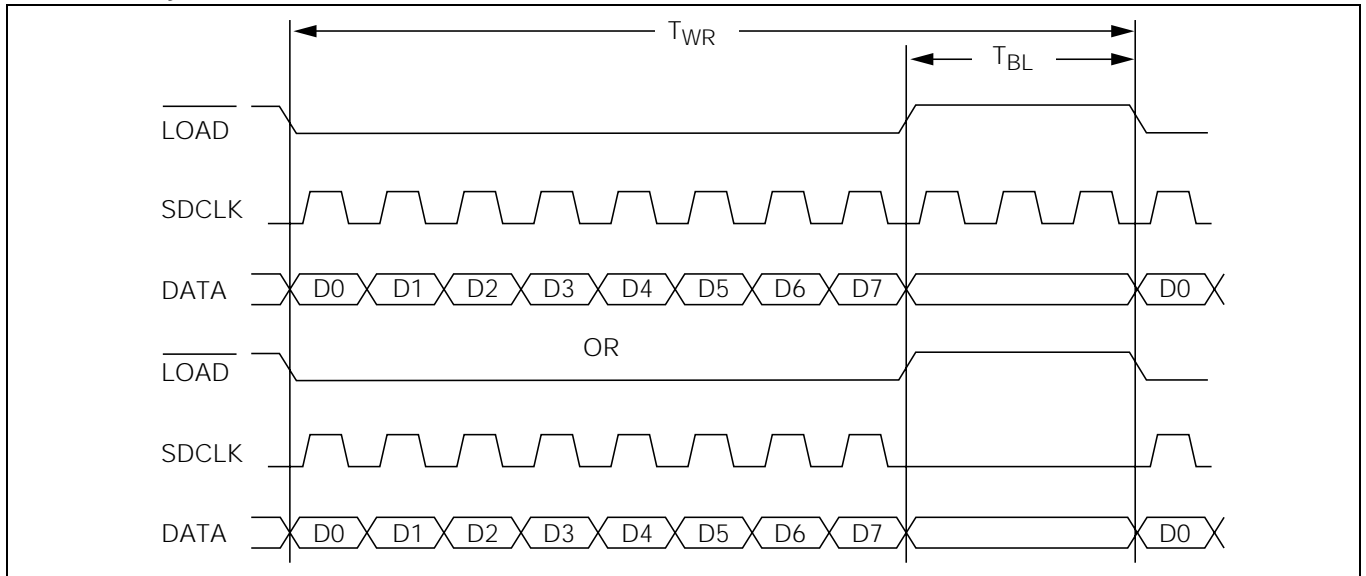 TWR
TBL
LOAD
SDCLK
DATA D0 D1 D2 D3 D4 D5 D6 D7 D0
OR
LOAD
SDCLK
DATA D0 D1 D2 D3 D4 D5 D6 D7 D0